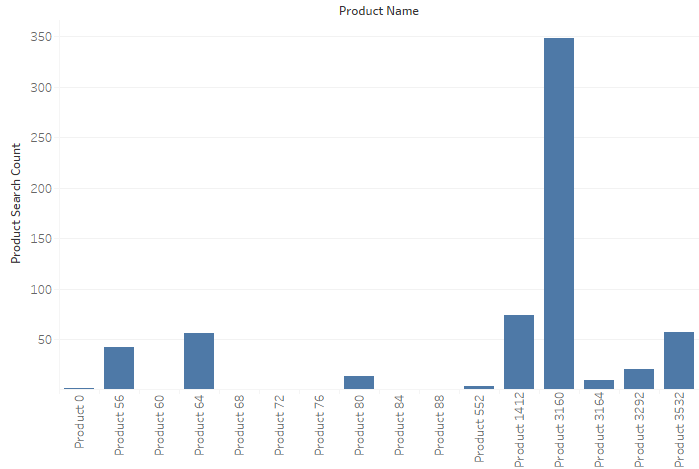 Product Name
Product Search Count
350
300
250
200
150
100
50
Product 0
Product 56
Product 60
Product 64
Product 68
Product 72
Product 76
Product 80
Product 84
Product 88
Product 552
Product 1412
Product 3160
Product 3164
Product 3292
Product 3532